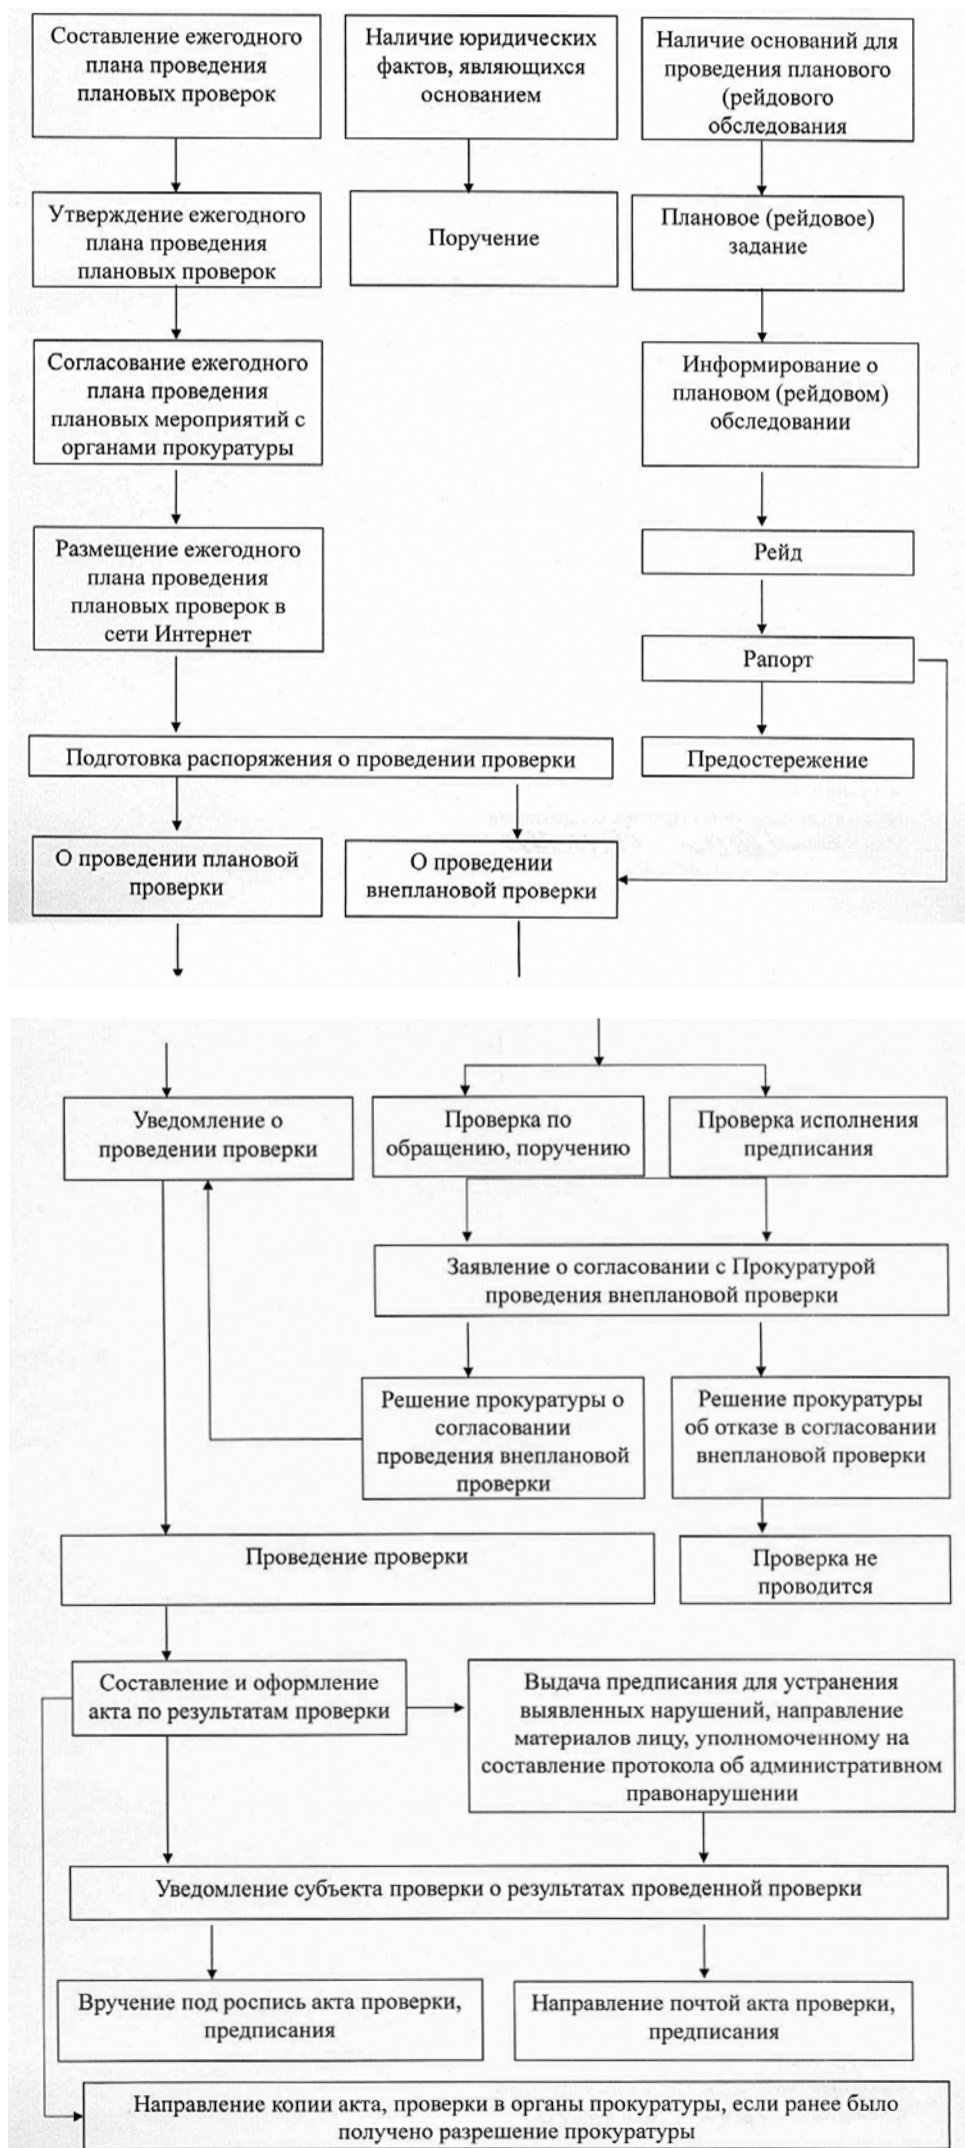 Составление ежегодного
плана проведения
плановых проверок
Наличие юридических
фактов, являющихся
основанием
Наличие оснований для
проведения планового
(рейдового
обследования
Утверждение ежегодного
плана проведения
плановых проверок
Поручение
Плановое (рейдовое)
задание
Согласование ежегодного
плана проведения
плановых мероприятий с
органами прокуратуры
Информирование о
плановом (рейдовом)
обследовании
Размещение ежегодного
плана проведения
плановых проверок в
сети Интернет
Рейд
Рапорт
Подготовка распоряжения о проведении проверки
Предостережение
О проведении плановой
проверки
О проведении
внеплановой проверки
Уведомление о
проведении проверки
Проверка по
обращению, поручению
Проверка исполнения
предписания
Заявление о согласовании с Прокуратурой
проведения внеплановой проверки
Решение прокуратуры о
согласовании
проведения внеплановой
проверки
Решение прокуратуры
об отказе в согласовании
внеплановой проверки
Проведение проверки
Проверка не
проводится
Составление и оформление
акта по результатам проверки
Выдача предписания для устранения
выявленных нарушений, направление
материалов лицу, уполномоченному на
составление протокола об административном
правонарушении
Уведомление субъекта проверки о результатах проведенной проверки
Вручение под роспись акта проверки,
предписания
Направление почтой акта проверки,
предписания
Направление копии акта, проверки в органы прокуратуры, если ранее было
получено разрешение прокуратуры